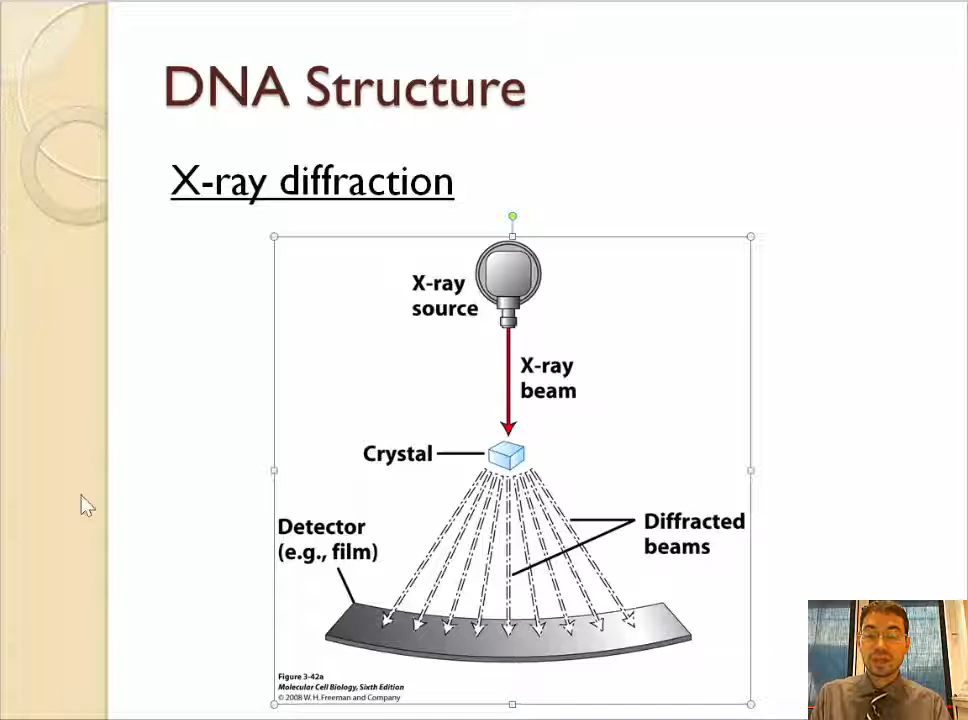 DNA Structure
X-ray diffraction
X-ray
source
X-ray
beam
Crystal
Detector
(e.g., film)
Diffracted
beams
Figure 3-42a
Molecular Cell Biology, Sixth Edition
© 2008 W. H. Freeman and Company